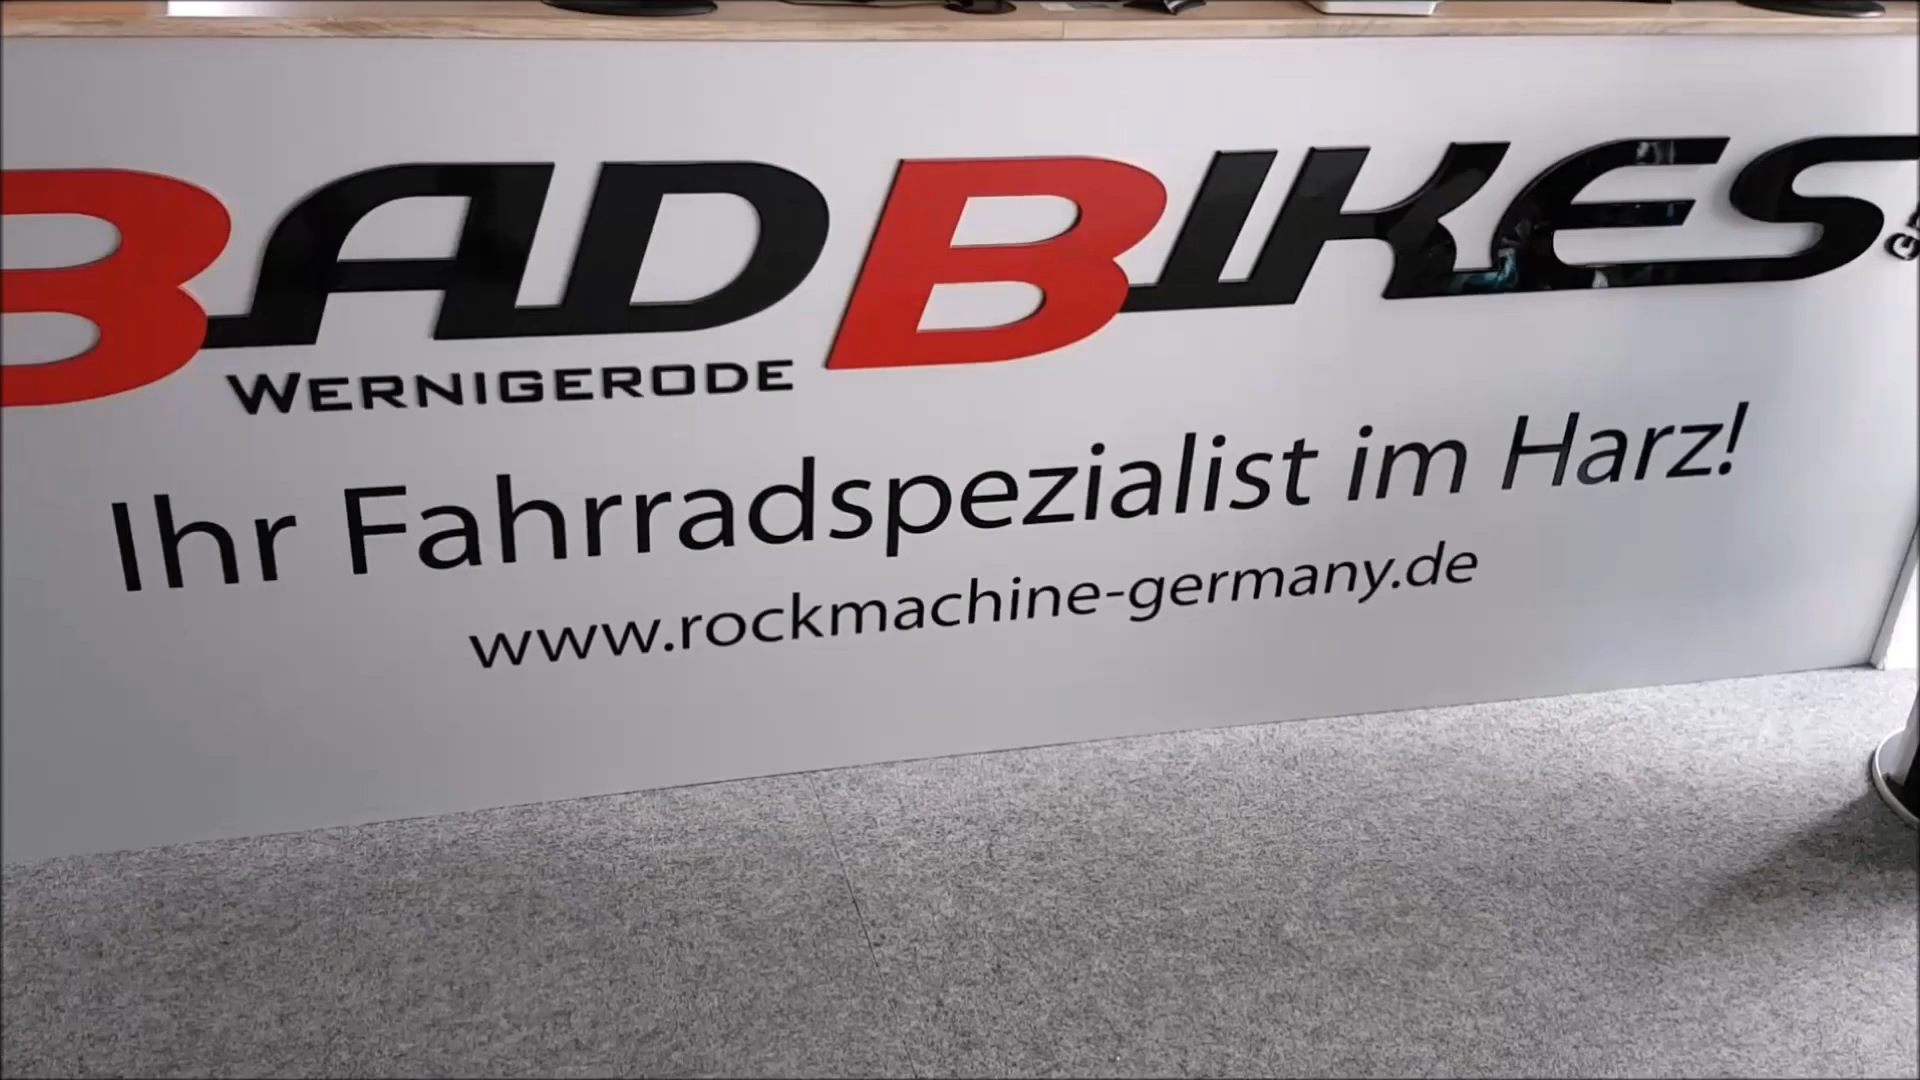 BADBIKES
WERNIGERODE
Ihr Fahrradspezialist im Harz!
www.rockmachine-germany.de